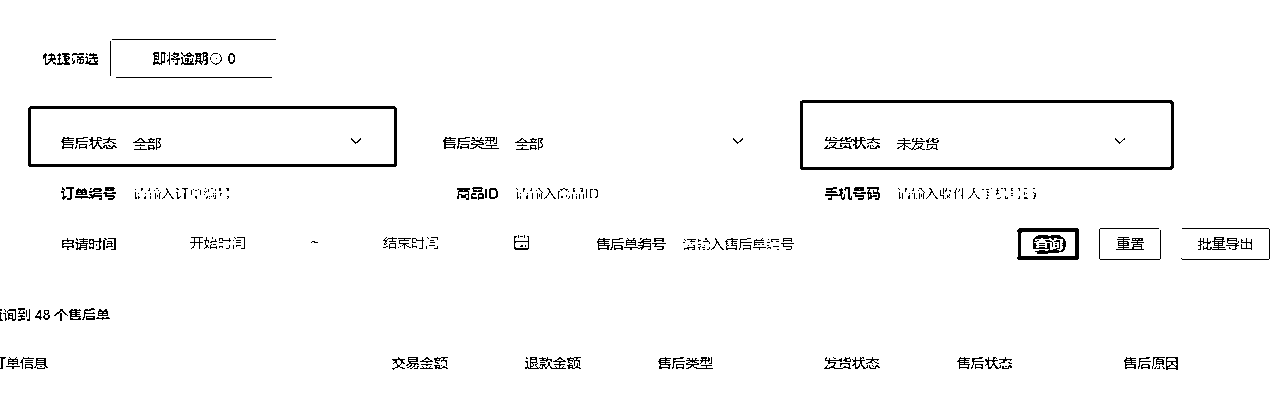 快捷筛选 即将逾期 0
售后状态 全部 售后类型 全部 发货状态 未发货
订单编号 请输入订单编号 商品ID 请输入商品ID 手机号码 请输入收件人手机号码
申请时间 开始时间 ~ 结束时间 售后单编号 请输入售后单编号 查询 重置 批量导出
查询到 48 个售后单
订单信息 交易金额 退款金额 售后类型 发货状态 售后状态 售后原因